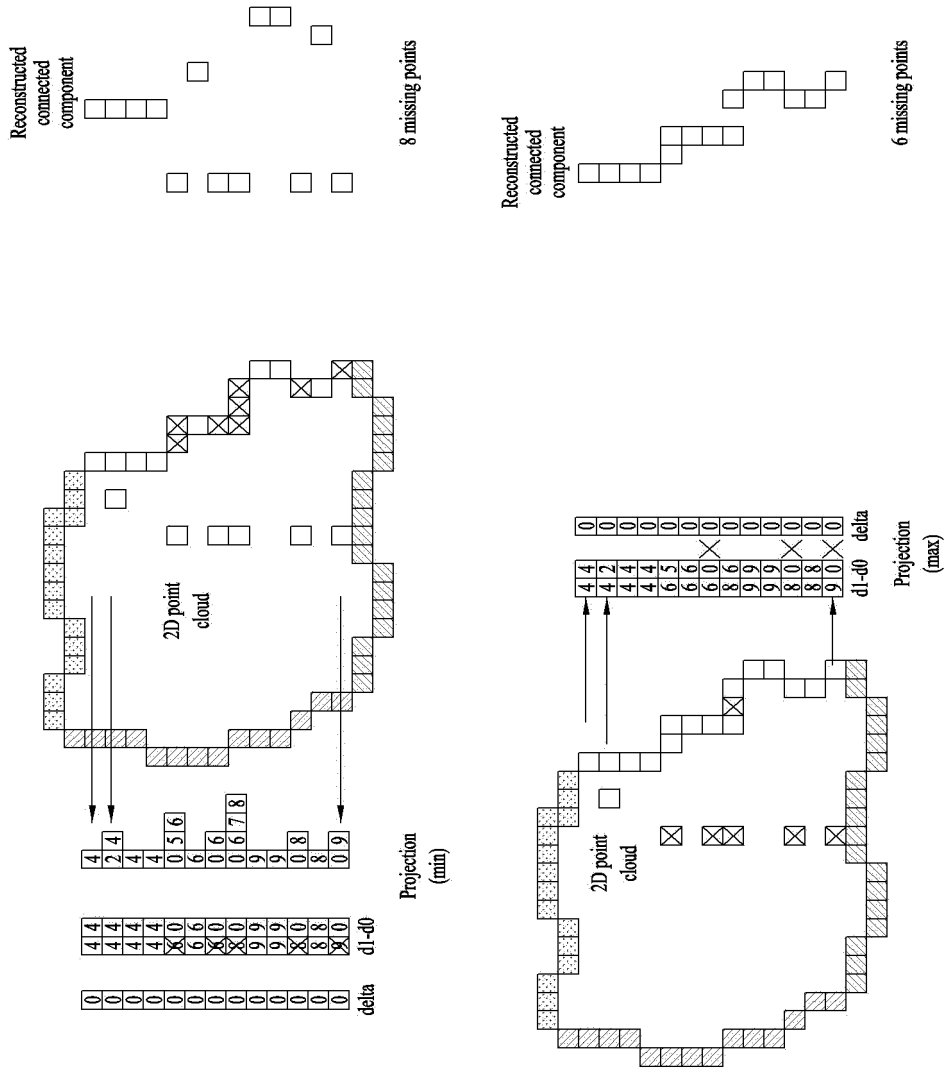 Reconstructed
connected
component
8 missing points
2D point
cloud
0 4 4 4
0 4 4 2 4
0 4 4 4
0 4 4 4
0 6 0 0 5 6
0 6 6 6
0 6 0 0 6
0 8 0 0 6 7 8
0 9 9 9
0 9 9 9
0 8 0 0 8
0 8 8 8
0 9 0 0 9
delta
d1-d0
Projection
(min)
Reconstructed
connected
component
6 missing points
4 4 0
4 2 0
4 4 0
4 4 0
6 5 0
6 6 0
6 0 0
8 6 0
9 9 0
9 9 0
8 0 0
8 8 0
9 0 0
d1-d0
delta
Projection
(max)
2D point
cloud